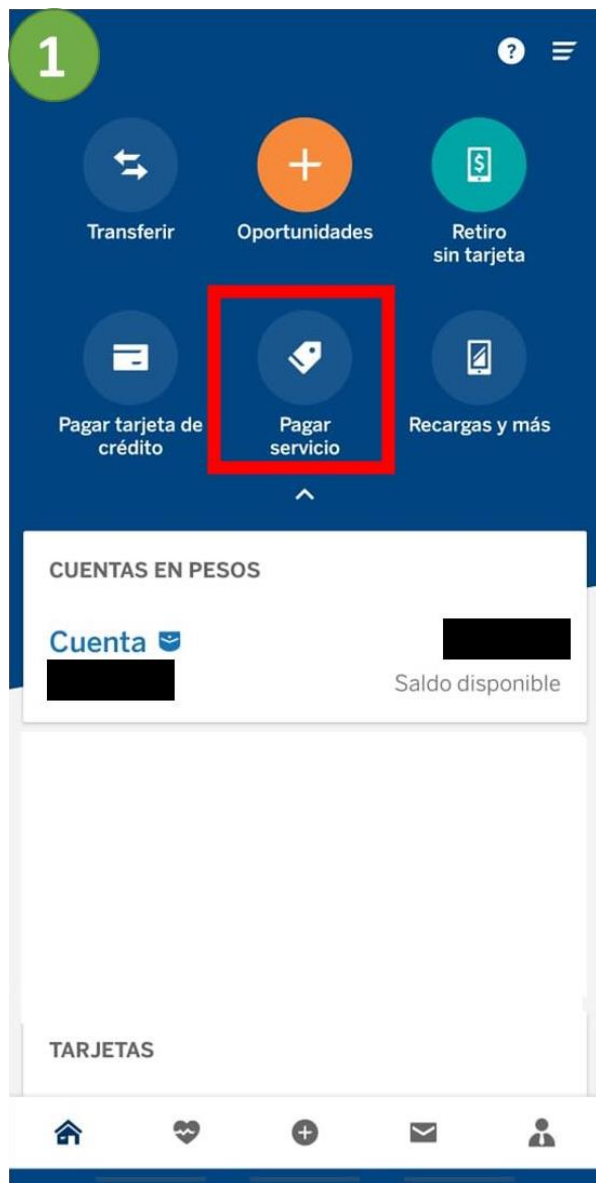 1
?
Transferir
Oportunidades
Retiro
sin tarjeta
Pagar tarjeta de
crédito
Pagar
servicio
Recargas y más
CUENTAS EN PESOS
Cuenta
Saldo disponible
TARJETAS